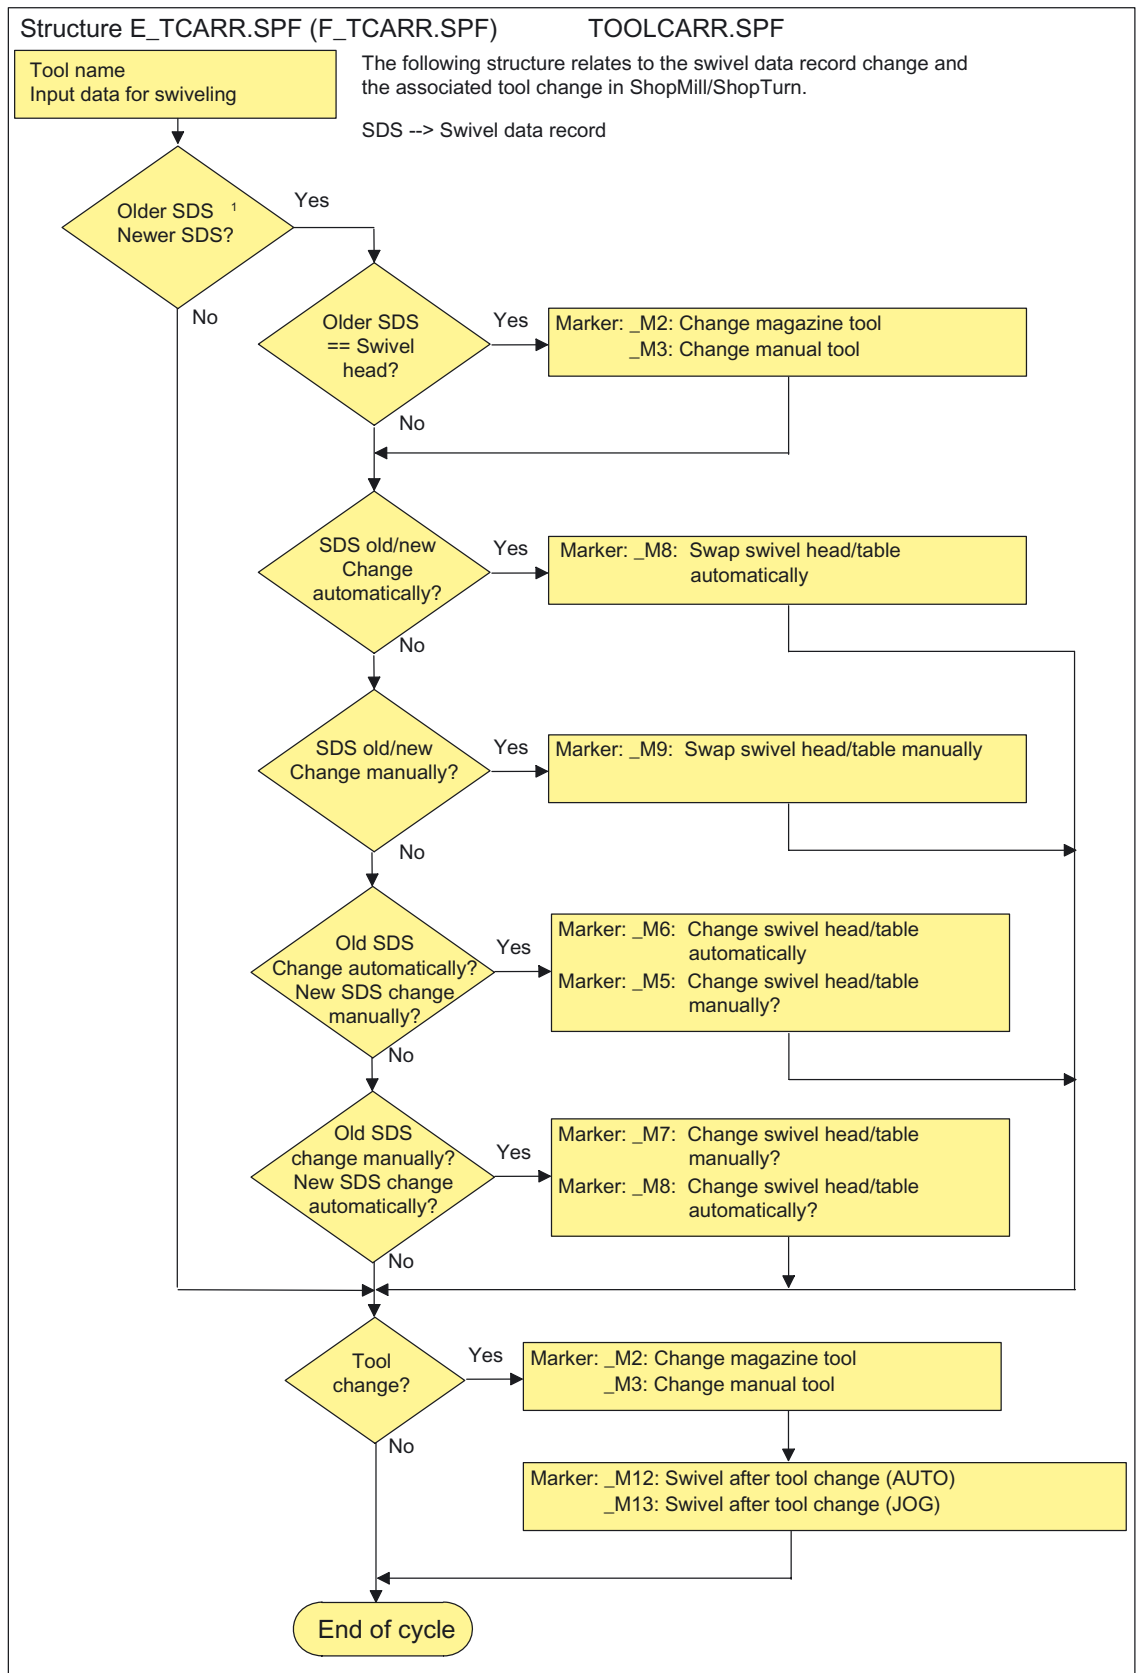 Structure E_TCARR.SPF (F_TCARR.SPF) TOOLCARR.SPF
Tool name
Input data for swiveling
The following structure relates to the swivel data record change and
the associated tool change in ShopMill/ShopTurn.
SDS --> Swivel data record
Older SDS 1
Newer SDS?
Yes
No
Older SDS
== Swivel
head?
Yes
No
Marker: _M2: Change magazine tool
_M3: Change manual tool
SDS old/new
Change
automatically?
Yes
No
Marker: _M8: Swap swivel head/table
automatically
SDS old/new
Change manually?
Yes
No
Marker: _M9: Swap swivel head/table manually
Old SDS
Change automatically?
New SDS change
manually?
Yes
No
Marker: _M6: Change swivel head/table
automatically
Marker: _M5: Change swivel head/table
manually?
Old SDS
change manually?
New SDS change
automatically?
Yes
No
Marker: _M7: Change swivel head/table
manually?
Marker: _M8: Change swivel head/table
automatically?
Tool
change?
Yes
No
Marker: _M2: Change magazine tool
_M3: Change manual tool
Marker: _M12: Swivel after tool change (AUTO)
_M13: Swivel after tool change (JOG)
End of cycle